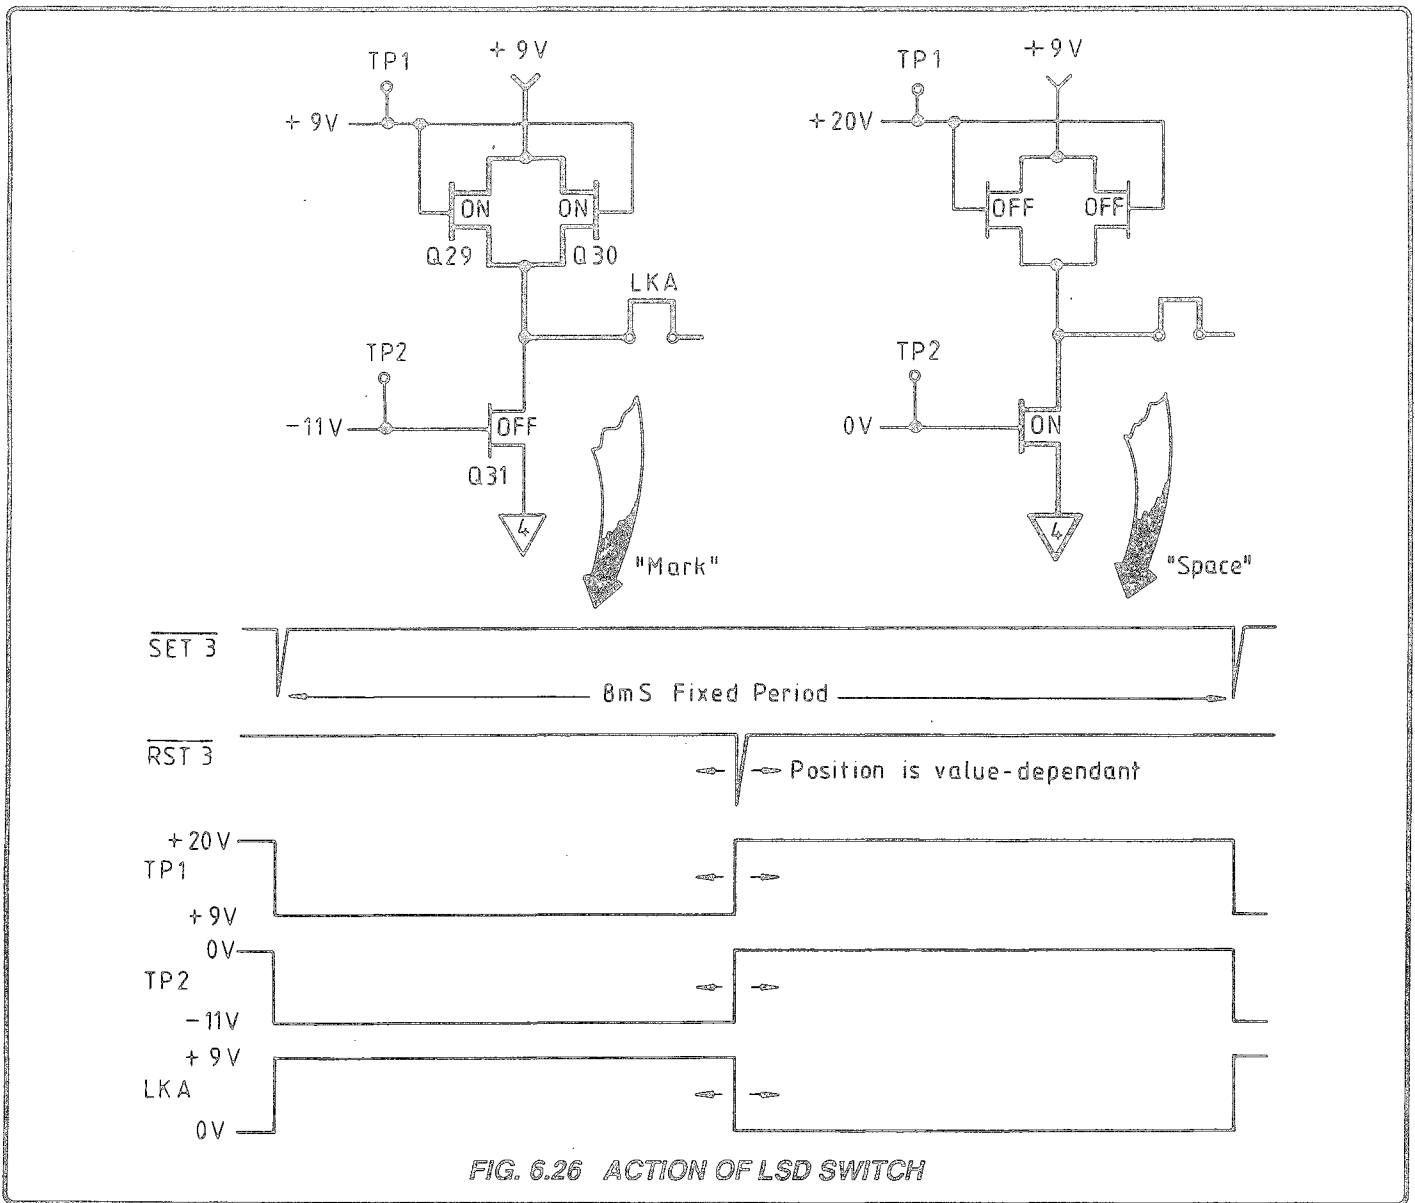 TP1
+ 9V
+ 9V
ON
ON
Q29
Q30
LKA
TP2
-11V
OFF
Q31
4
"Mark"
TP1
+9V
+20V
OFF
OFF
TP2
0V
ON
4
"Space"
SET 3
8mS Fixed Period
RST 3
Position is value-dependant
+20V
TP1
+9V
0V
TP2
-11V
+ 9V
LKA
0V
FIG. 6.26 ACTION OF LSD SWITCH